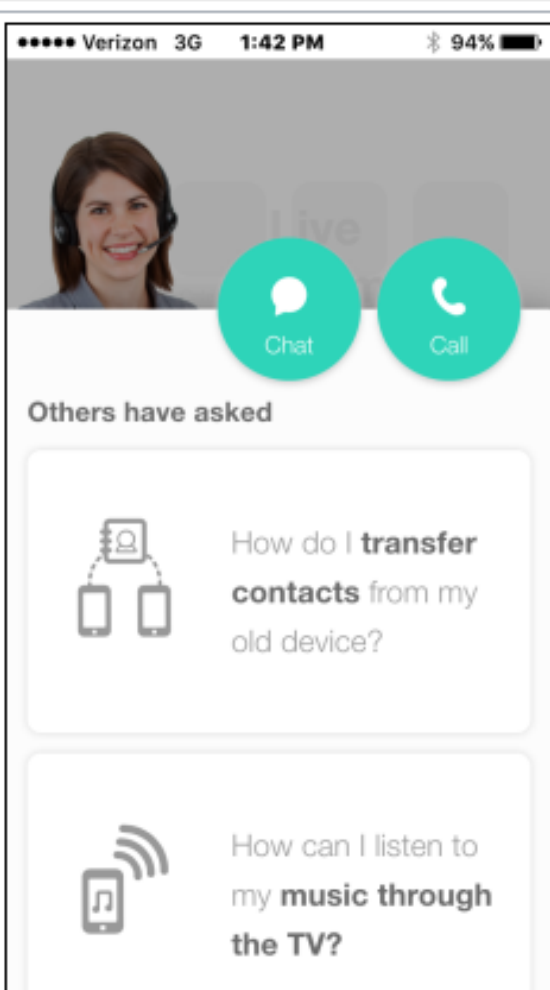 Verizon 3G 1:42 PM 94%
Live
Chat Call
Others have asked
How do I transfer
contacts from my
old device?
How can I listen to
my music through
the TV?